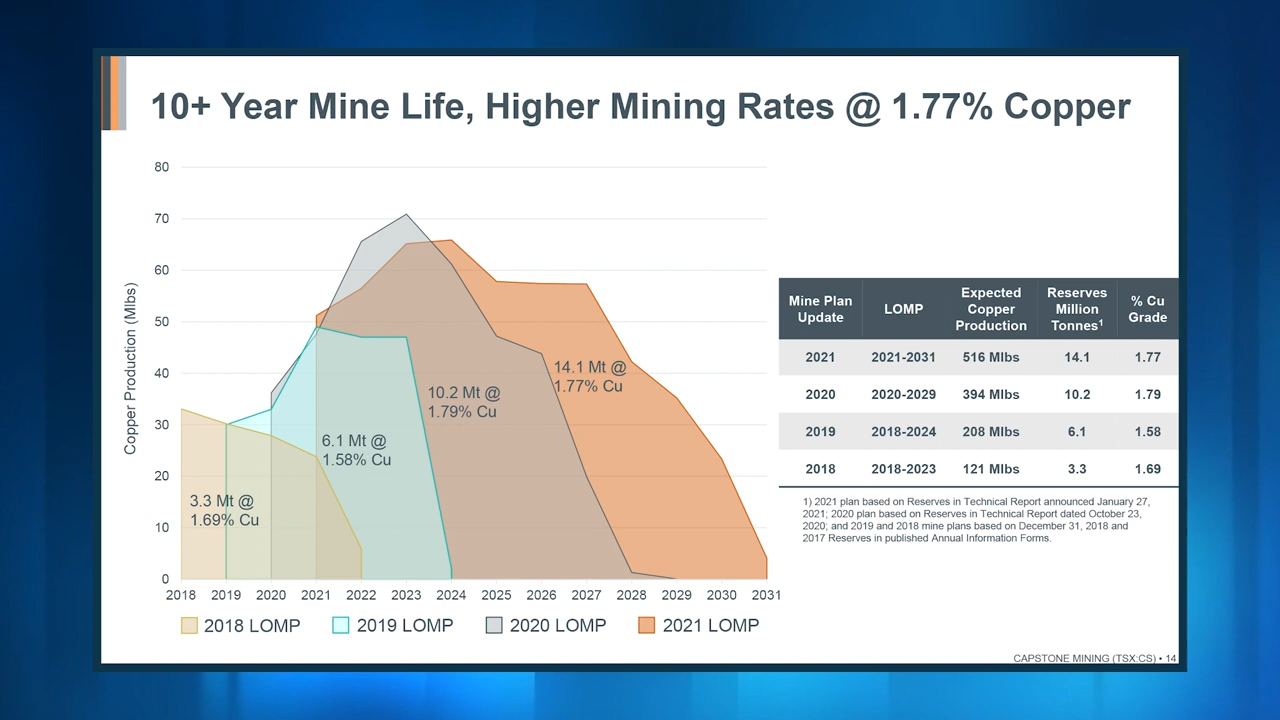 10+ Year Mine Life, Higher Mining Rates @ 1.77% Copper
Copper Production (Mlbs)
80
70
60
50
40
30
20
10
0
3.3 Mt @
1.69% Cu
6.1 Mt @
1.58% Cu
10.2 Mt @
1.79% Cu
14.1 Mt @
1.77% Cu
2018 2019 2020 2021 2022 2023 2024 2025 2026 2027 2028 2029 2030 2031
2018 LOMP 2019 LOMP 2020 LOMP 2021 LOMP
Mine Plan Update LOMP Expected Copper Production Reserves Million Tonnes1 % Cu Grade
2021 2021-2031 516 Mlbs 14.1 1.77
2020 2020-2029 394 Mlbs 10.2 1.79
2019 2018-2024 208 Mlbs 6.1 1.58
2018 2018-2023 121 Mlbs 3.3 1.69
1) 2021 plan based on Reserves in Technical Report announced January 27,
2021; 2020 plan based on Reserves in Technical Report dated October 23,
2020; and 2019 and 2018 mine plans based on December 31, 2018 and
2017 Reserves in published Annual Information Forms.
CAPSTONE MINING (TSX:CS) • 14